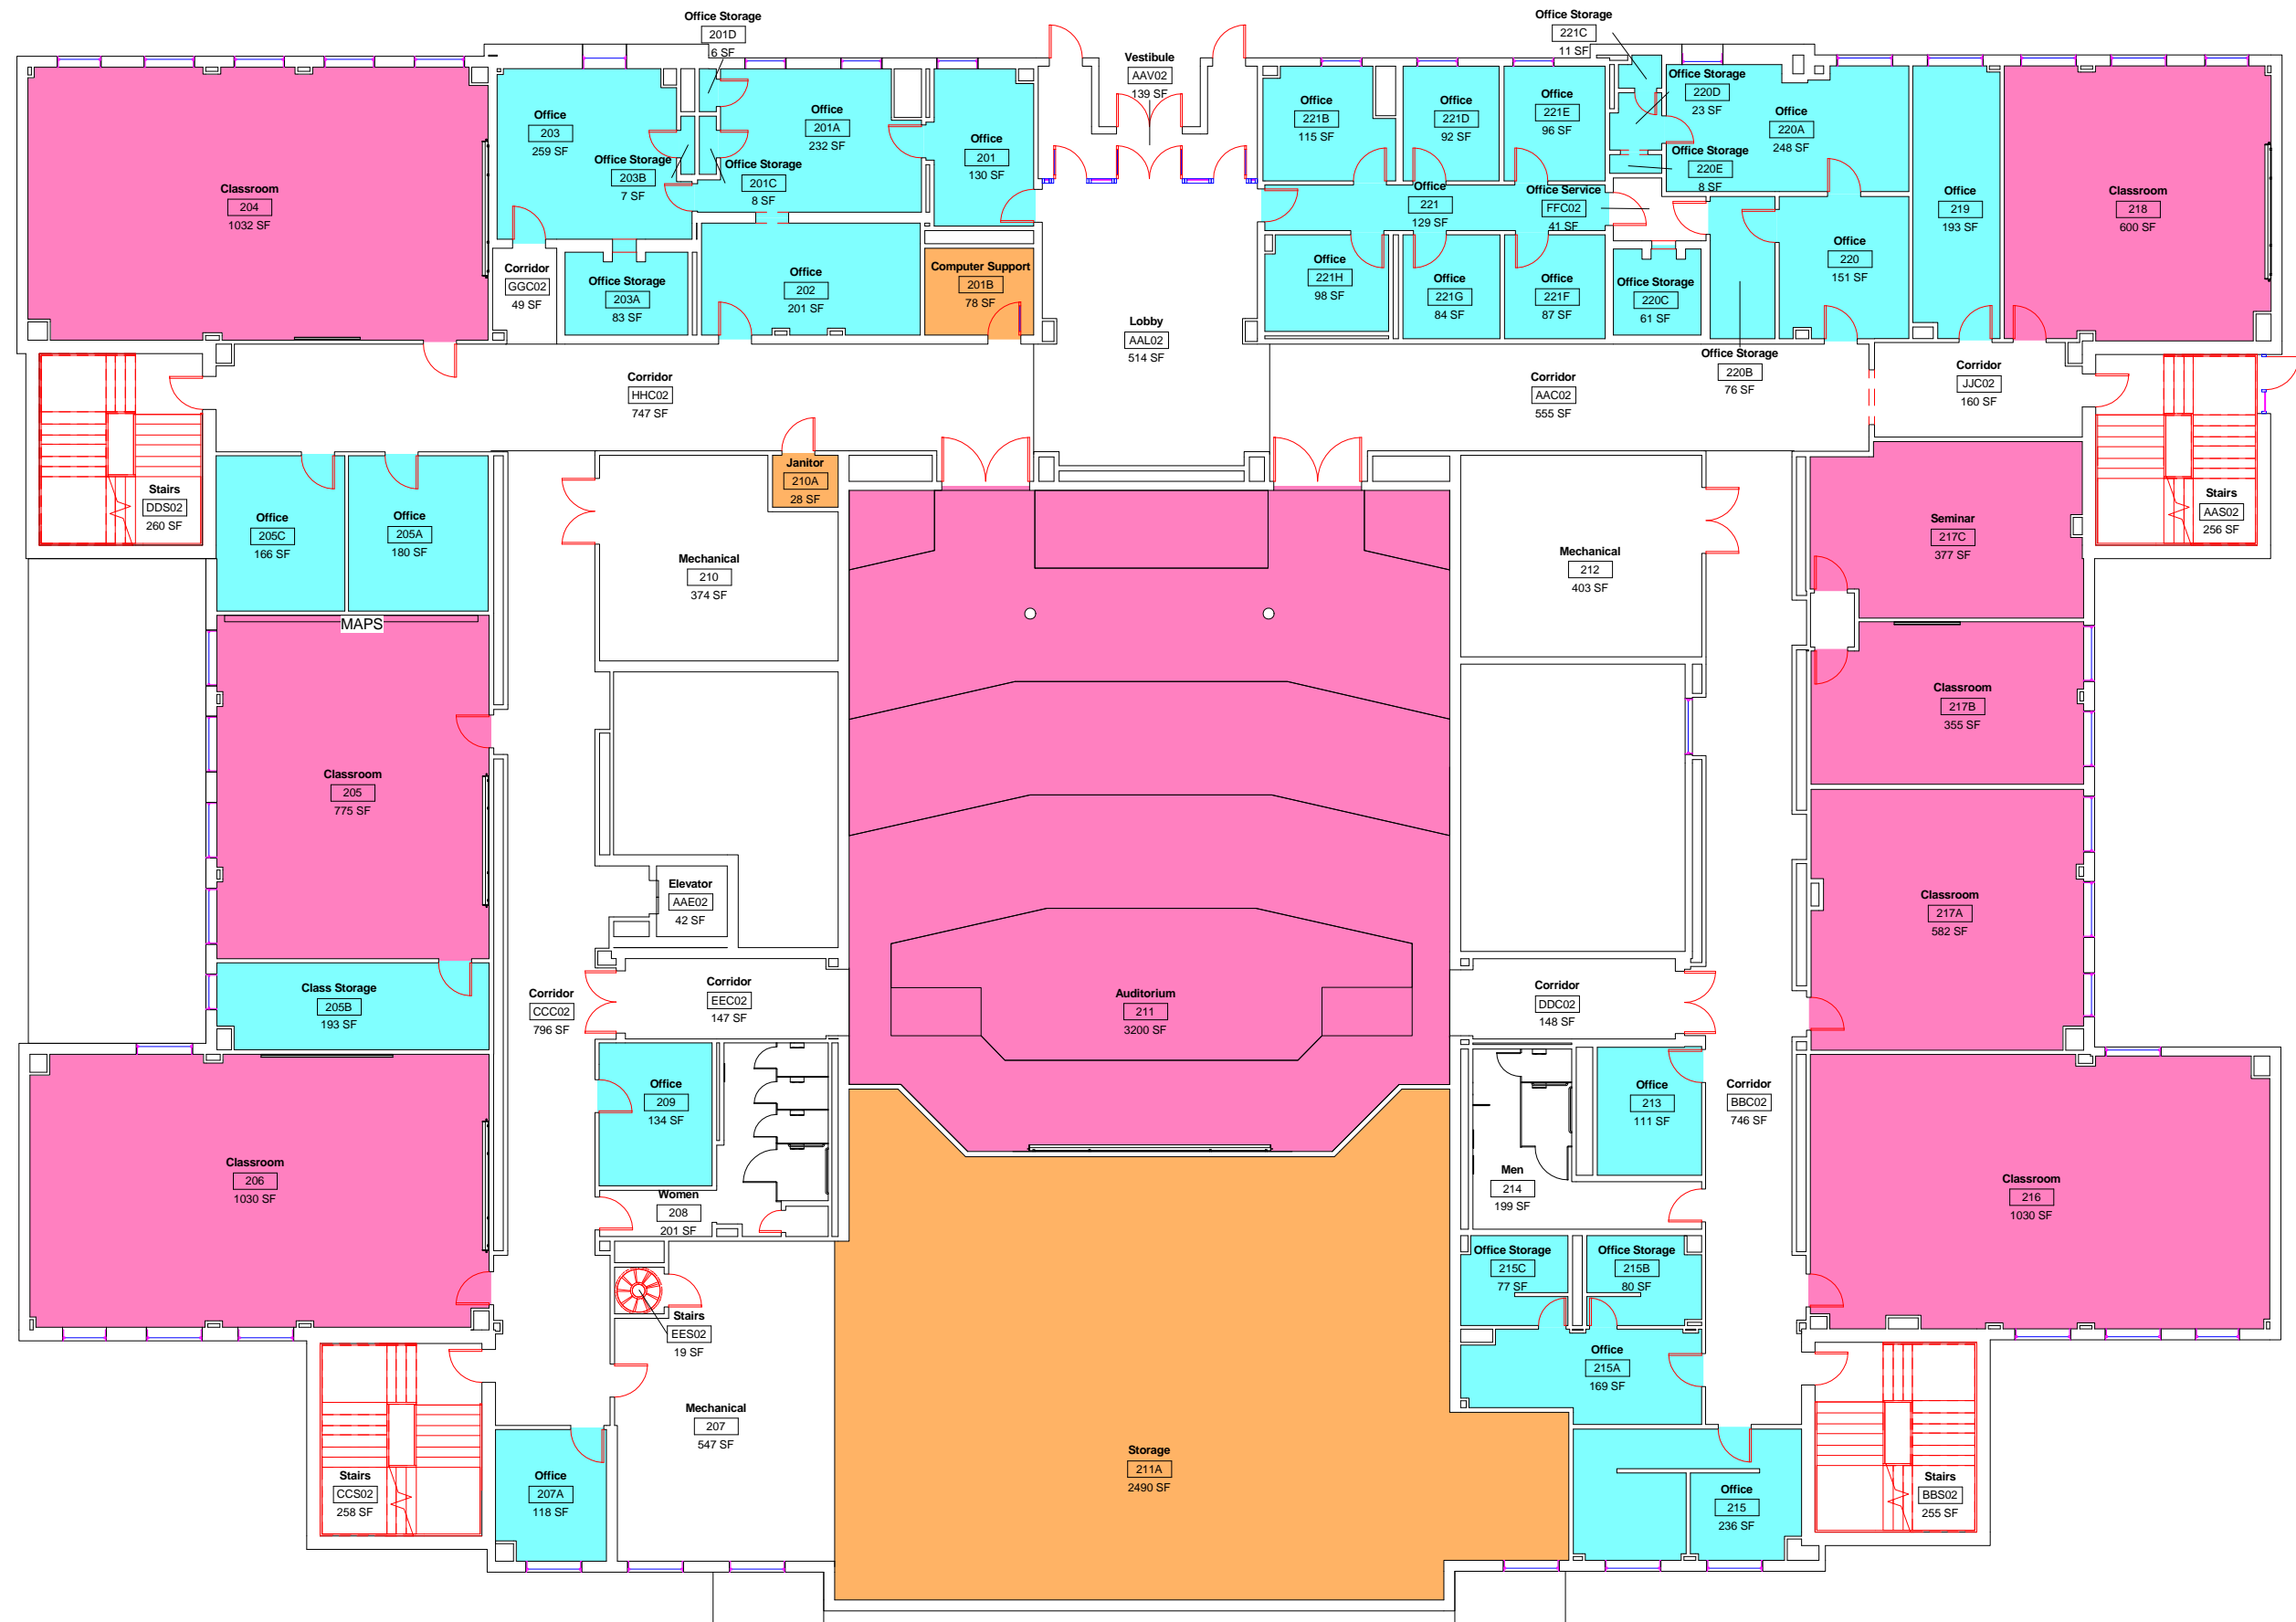 Office Storage
201D
6 SF
Vestibule
AAV02
139 SF
Office Storage
221C
11 SF
Classroom
204
1032 SF
Office
203
259 SF
Office Storage
203B
7 SF
Office
201A
232 SF
Office Storage
201C
8 SF
Office
201
130 SF
Office
221B
115 SF
Office
221D
92 SF
Office
221E
96 SF
Office Storage
220D
23 SF
Office
220A
248 SF
Office Storage
220E
8 SF
Office
221
129 SF
Office Service
FFC02
41 SF
Office
219
193 SF
Classroom
218
600 SF
Corridor
GGC02
49 SF
Office Storage
203A
83 SF
Office
202
201 SF
Computer Support
201B
78 SF
Lobby
AAL02
514 SF
Office
221H
98 SF
Office
221G
84 SF
Office
221F
87 SF
Office Storage
220C
61 SF
Office
220
151 SF
Office Storage
220B
76 SF
Corridor
HHC02
747 SF
Corridor
AAC02
555 SF
Corridor
JJC02
160 SF
Stairs
DDS02
260 SF
Office
205C
166 SF
Office
205A
180 SF
Janitor
210A
28 SF
Mechanical
210
374 SF
Mechanical
212
403 SF
Seminar
217C
377 SF
Stairs
AAS02
256 SF
MAPS
Classroom
205
775 SF
Classroom
217B
355 SF
Elevator
AAE02
42 SF
Classroom
217A
582 SF
Class Storage
205B
193 SF
Corridor
CCC02
796 SF
Corridor
EEC02
147 SF
Auditorium
211
3200 SF
Corridor
DDC02
148 SF
Office
209
134 SF
Office
213
111 SF
Corridor
BBC02
746 SF
Classroom
206
1030 SF
Women
208
201 SF
Men
214
199 SF
Classroom
216
1030 SF
Office Storage
215C
77 SF
Office Storage
215B
80 SF
Stairs
EES02
19 SF
Office
215A
169 SF
Mechanical
207
547 SF
Storage
211A
2490 SF
Stairs
CCS02
258 SF
Office
207A
118 SF
Office
215
236 SF
Stairs
BBS02
255 SF